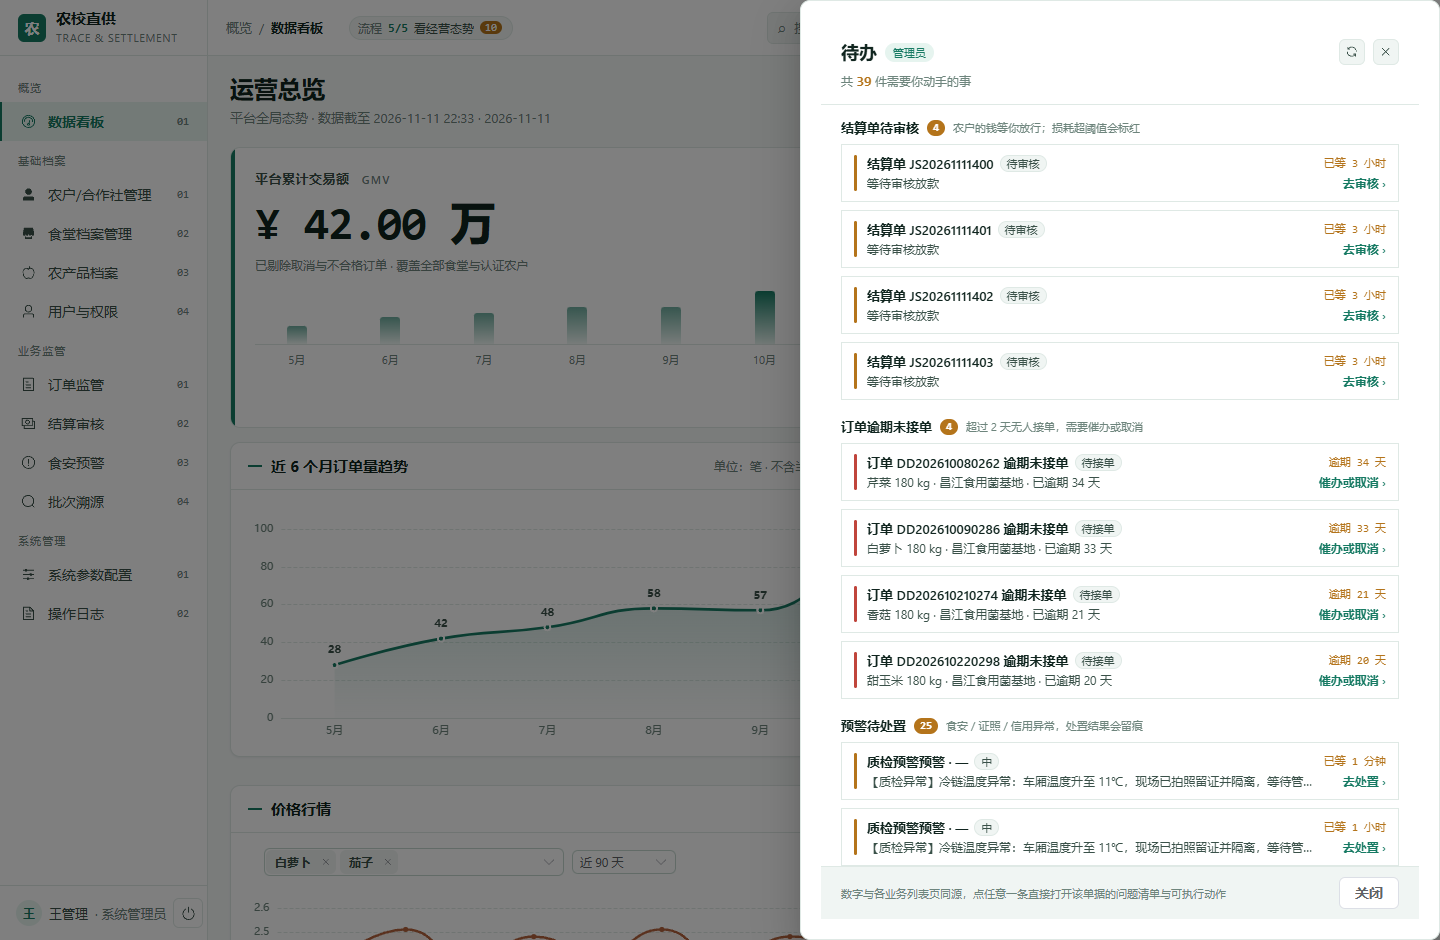 农
农校直供
TRACE & SETTLEMENT
概览
数据看板 01
基础档案
农户/合作社管理 01
食堂档案管理 02
农产品档案 03
用户与权限 04
业务监管
订单监管 01
结算审核 02
食安预警 03
批次溯源 04
系统管理
系统参数配置 01
操作日志 02
王 王管理 · 系统管理员
概览 / 数据看板
流程 5/5 看经营态势 10
运营总览
平台全局态势 · 数据截至 2026-11-11 22:33 · 2026-11-11
平台累计交易额 GMV
¥ 42.00 万
已剔除取消与不合格订单 · 覆盖全部食堂与认证农户
5月 6月 7月 8月 9月 10月
近 6 个月订单量趋势
单位：笔 · 不含
100
80
60
40
20
0
28 42 48 58 57
5月 6月 7月 8月 9月
价格行情
白萝卜 × 茄子 ×
近 90 天
2.6
2.5
待办 管理员
共 39 件需要你动手的事
结算单待审核 4 农户的钱等你放行；损耗超阈值会标红
结算单 JS20261111400 待审核 已等 3 小时
等待审核放款 去审核 ›
结算单 JS20261111401 待审核 已等 3 小时
等待审核放款 去审核 ›
结算单 JS20261111402 待审核 已等 3 小时
等待审核放款 去审核 ›
结算单 JS20261111403 待审核 已等 3 小时
等待审核放款 去审核 ›
订单逾期未接单 4 超过 2 天无人接单，需要催办或取消
订单 DD202610080262 逾期未接单 待接单 逾期 34 天
芹菜 180 kg · 昌江食用菌基地 · 已逾期 34 天 催办或取消 ›
订单 DD202610090286 逾期未接单 待接单 逾期 33 天
白萝卜 180 kg · 昌江食用菌基地 · 已逾期 33 天 催办或取消 ›
订单 DD202610210274 逾期未接单 待接单 逾期 21 天
香菇 180 kg · 昌江食用菌基地 · 已逾期 21 天 催办或取消 ›
订单 DD202610220298 逾期未接单 待接单 逾期 20 天
甜玉米 180 kg · 昌江食用菌基地 · 已逾期 20 天 催办或取消 ›
预警待处置 25 食安 / 证照 / 信用异常，处置结果会留痕
质检预警预警 · — 中 已等 1 分钟
【质检异常】冷链温度异常：车厢温度升至 11℃，现场已拍照留证并隔离，等待管... 去处置 ›
质检预警预警 · — 中 已等 1 小时
【质检异常】冷链温度异常：车厢温度升至 11℃，现场已拍照留证并隔离，等待管... 去处置 ›
数字与各业务列表页同源，点任意一条直接打开该单据的问题清单与可执行动作
关闭